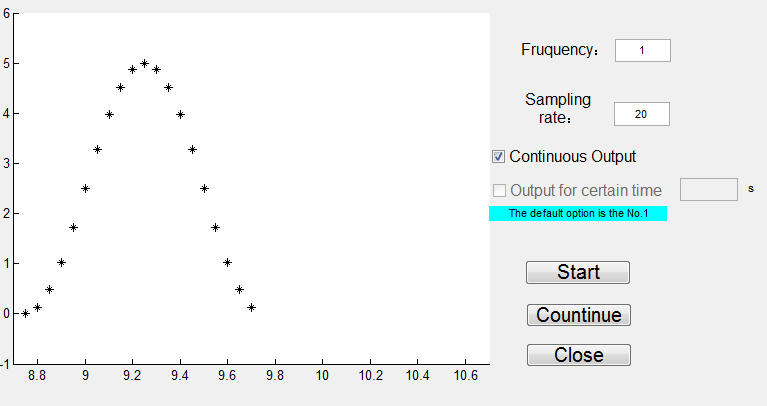 6
5
4
3
2
1
0
-1
8.8 9 9.2 9.4 9.6 9.8 10 10.2 10.4 10.6
Fruquency： 1
Sampling
rate： 20
Continuous Output
Output for certain time s
The default option is the No.1
Start
Countinue
Close